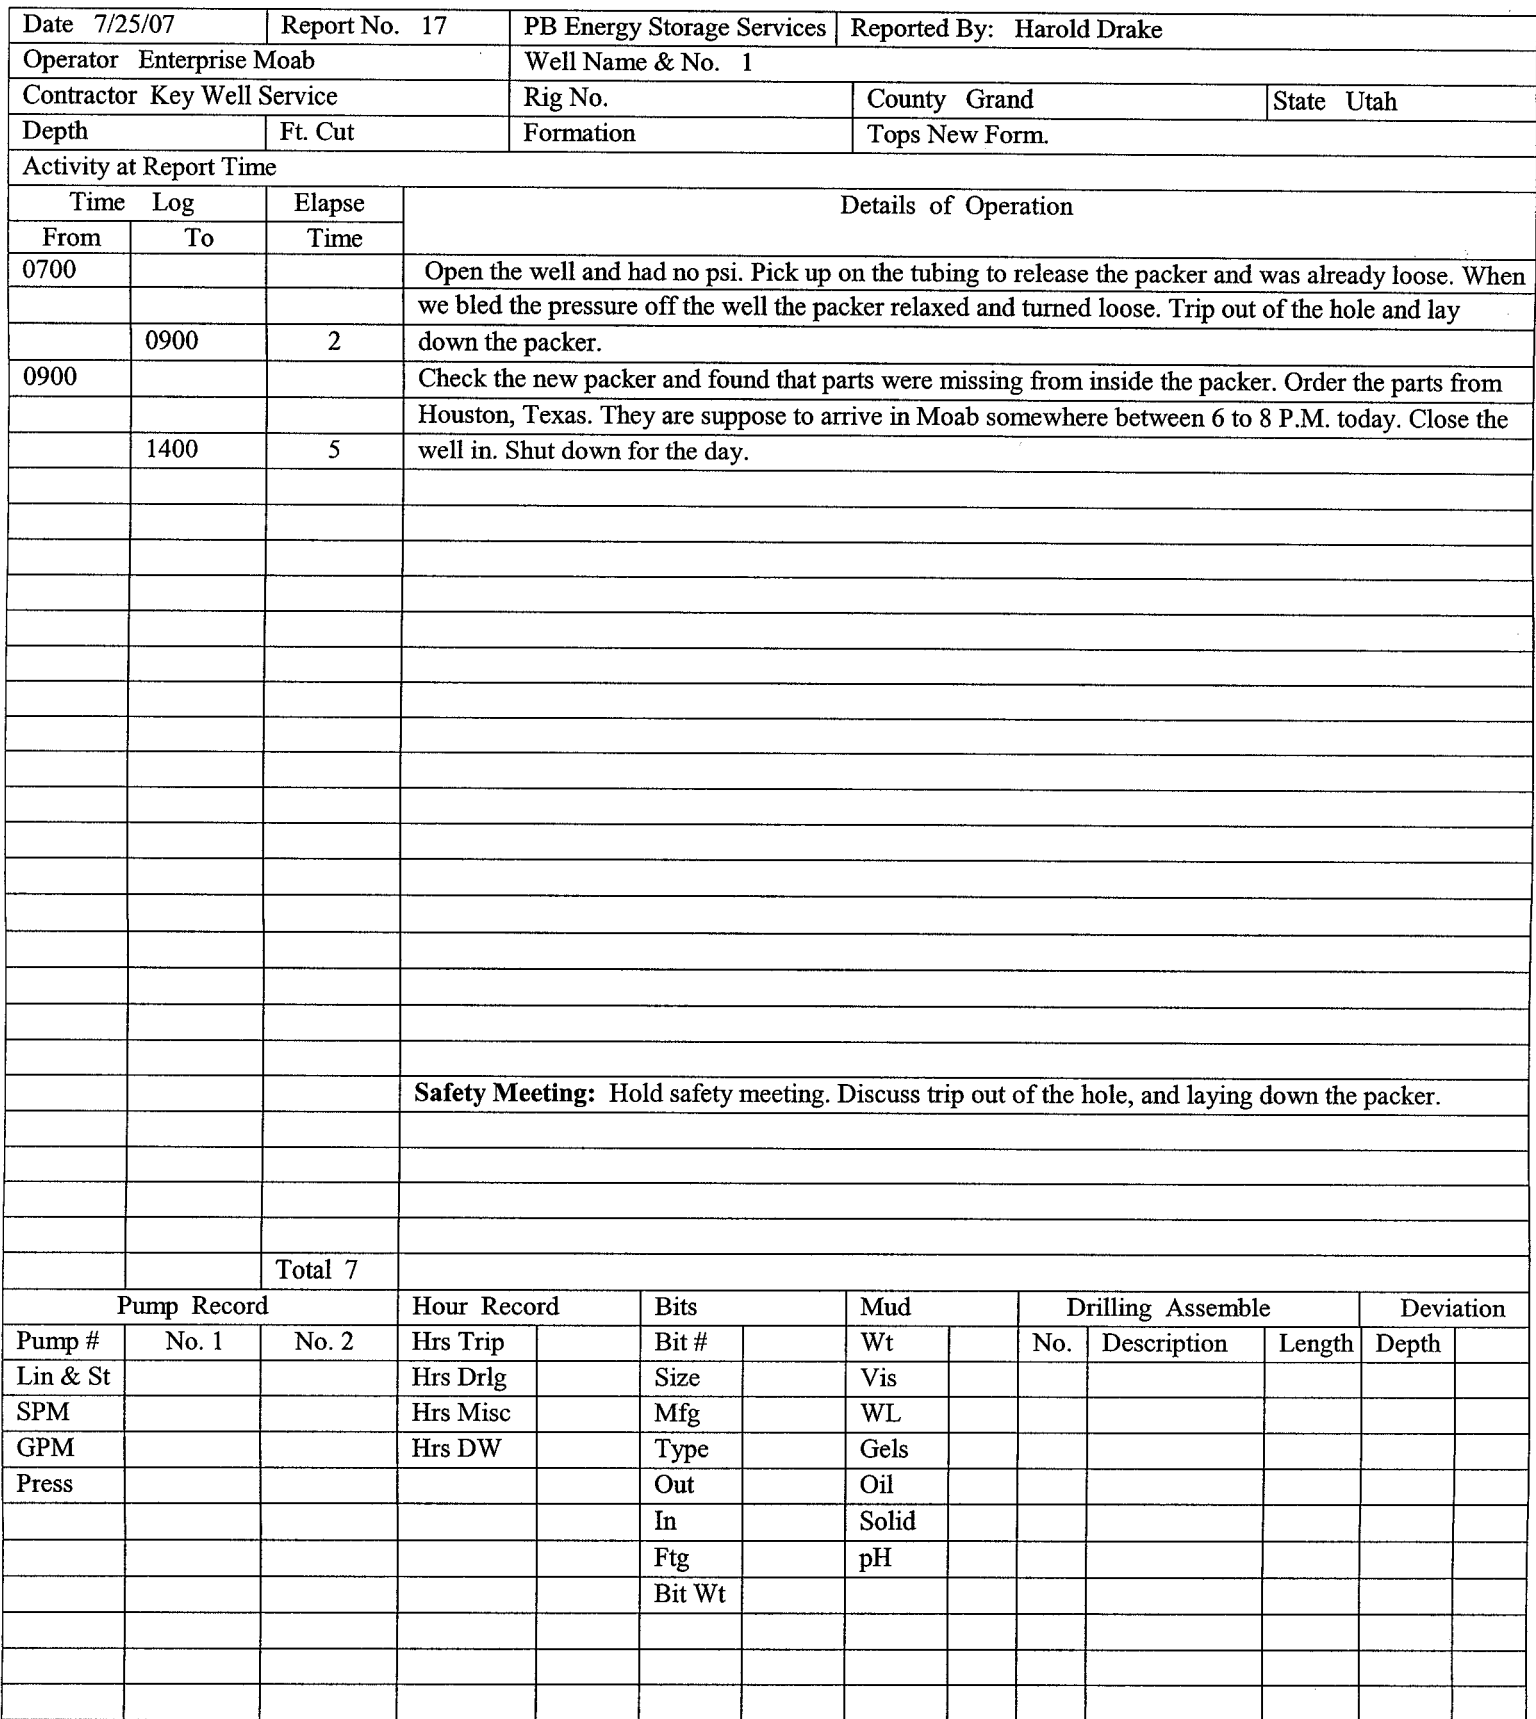 Date 7/25/07 Report No. 17 PB Energy Storage Services Reported By: Harold Drake
Operator Enterprise Moab Well Name & No. 1
Contractor Key Well Service Rig No. County Grand State Utah
Depth Ft. Cut Formation Tops New Form.
Activity at Report Time
Time Log Elapse Details of Operation
From To Time
0700 Open the well and had no psi. Pick up on the tubing to release the packer and was already loose. When
we bled the pressure off the well the packer relaxed and turned loose. Trip out of the hole and lay
0900 2 down the packer.
0900 Check the new packer and found that parts were missing from inside the packer. Order the parts from
Houston, Texas. They are suppose to arrive in Moab somewhere between 6 to 8 P.M. today. Close the
1400 5 well in. Shut down for the day.
Safety Meeting: Hold safety meeting. Discuss trip out of the hole, and laying down the packer.
Total 7
Pump Record Hour Record Bits Mud Drilling Assemble Deviation
Pump # No. 1 No. 2 Hrs Trip Bit # Wt No. Description Length Depth
Lin & St Hrs Drlg Size Vis
SPM Hrs Misc Mfg WL
GPM Hrs DW Type Gels
Press Out Oil
In Solid
Ftg pH
Bit Wt